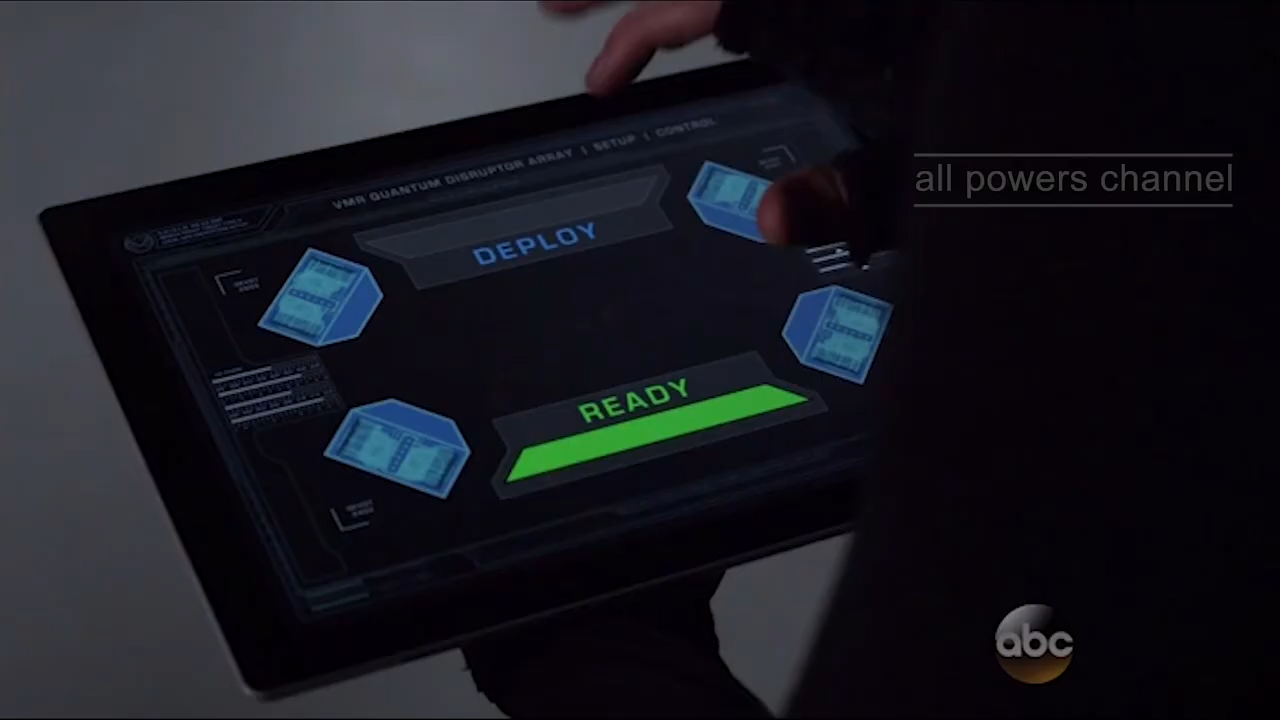 VMR QUANTUM DISRUPTOR ARRAY | SETUP | CONTROL
all powers channel
DEPLOY
READY
abc